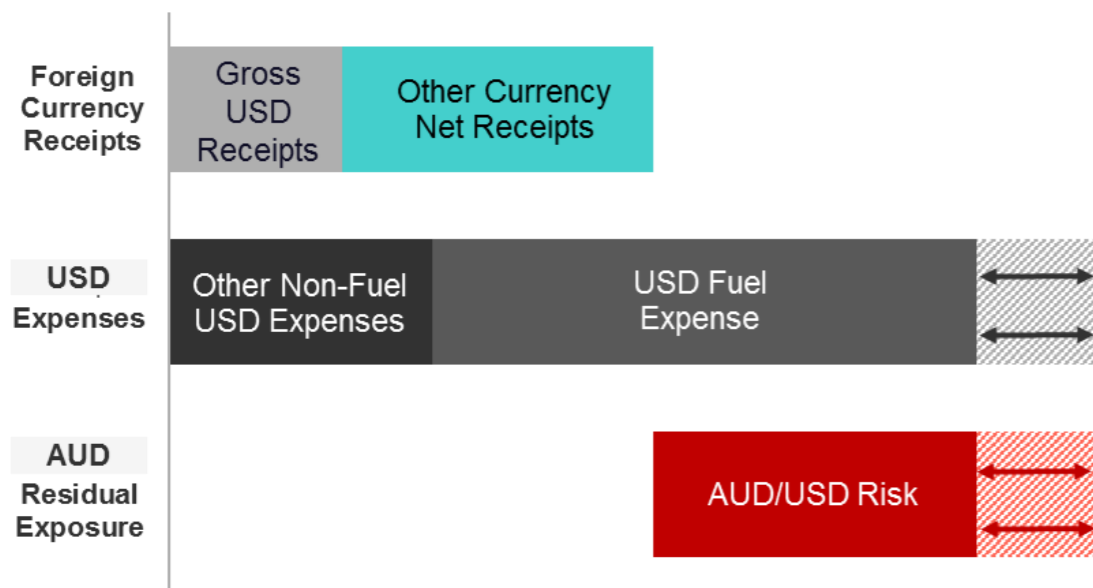 Foreign
Currency
Receipts
Gross
USD
Receipts
Other Currency
Net Receipts
USD
Expenses
Other Non-Fuel
USD Expenses
USD Fuel
Expense
AUD
Residual
Exposure
AUD/USD Risk